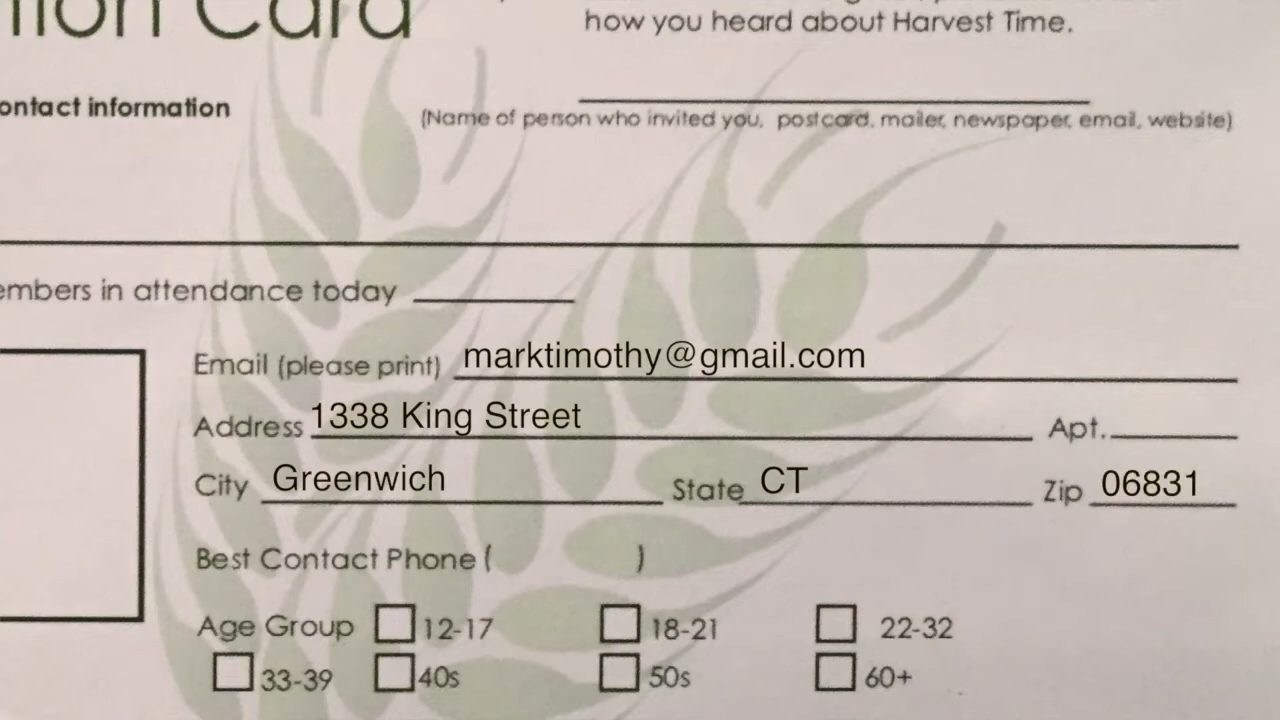 tion Card
how you heard about Harvest Time.
ontact information
(Name of person who invited you, postcard, mailer, newspaper, email, website)
embers in attendance today
Email (please print) marktimothy@gmail.com
Address 1338 King Street Apt.
City Greenwich State CT Zip 06831
Best Contact Phone ( )
Age Group 12-17 18-21 22-32
33-39 40s 50s 60+